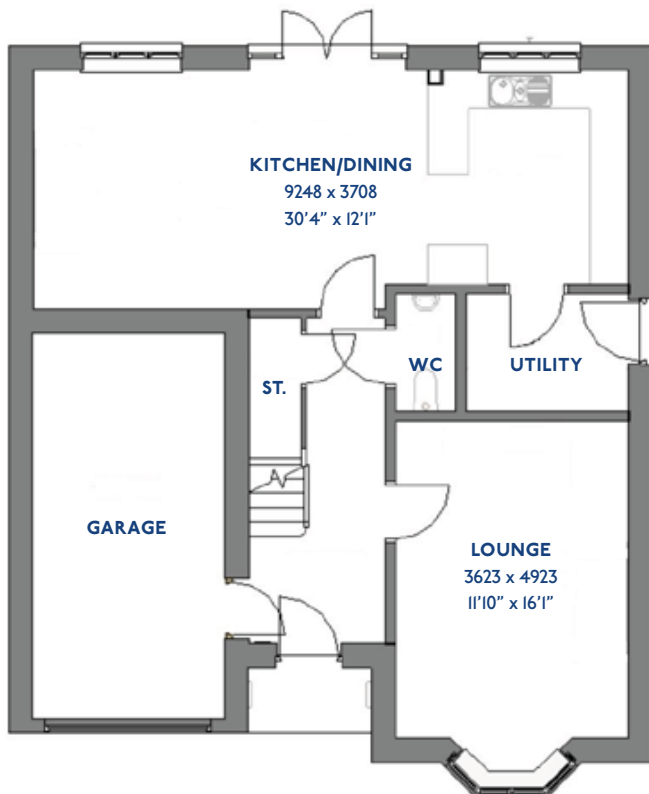 KITCHEN/DINING
9248 x 3708
30'4" x 12'1"
ST.
WC
UTILITY
GARAGE
LOUNGE
3623 x 4923
11'10" x 16'1"